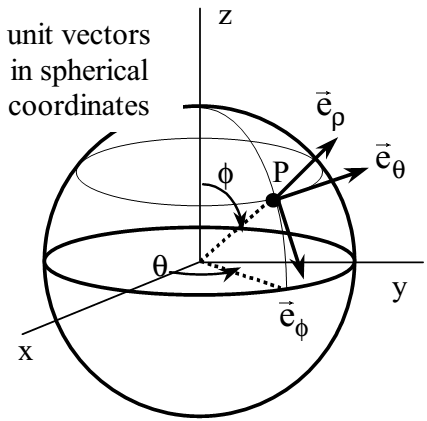 unit vectors
in spherical
coordinates
z
e⃗ρ
P
e⃗θ
ϕ
θ
y
e⃗ϕ
x